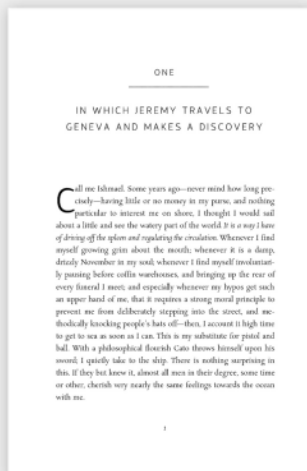 ONE
IN WHICH JEREMY TRAVELS TO
GENEVA AND MAKES A DISCOVERY
Call me Ishmael. Some years ago—never mind how long pre-
cisely—having little or no money in my purse, and nothing
particular to interest me on shore, I thought I would sail
about a little and see the watery part of the world It is a way I have
of driving off the spleen and regulating the circulation. Whenever I find
myself growing grim about the mouth; whenever it is a damp,
drizzly November in my soul; whenever I find myself involuntari-
ly pausing before coffin warehouses, and bringing up the rear of
every funeral I meet; and especially whenever my hypos get such
an upper hand of me, that it requires a strong moral principle to
prevent me from deliberately stepping into the street, and me-
thodically knocking people's hats off—then, I account it high time
to get to sea as soon as I can. This is my substitute for pistol and
ball. With a philosophical flourish Cato throws himself upon his
sword; I quietly take to the ship. There is nothing surprising in
this. If they but knew it, almost all men in their degree, some time
or other, cherish very nearly the same feelings towards the ocean
with me.